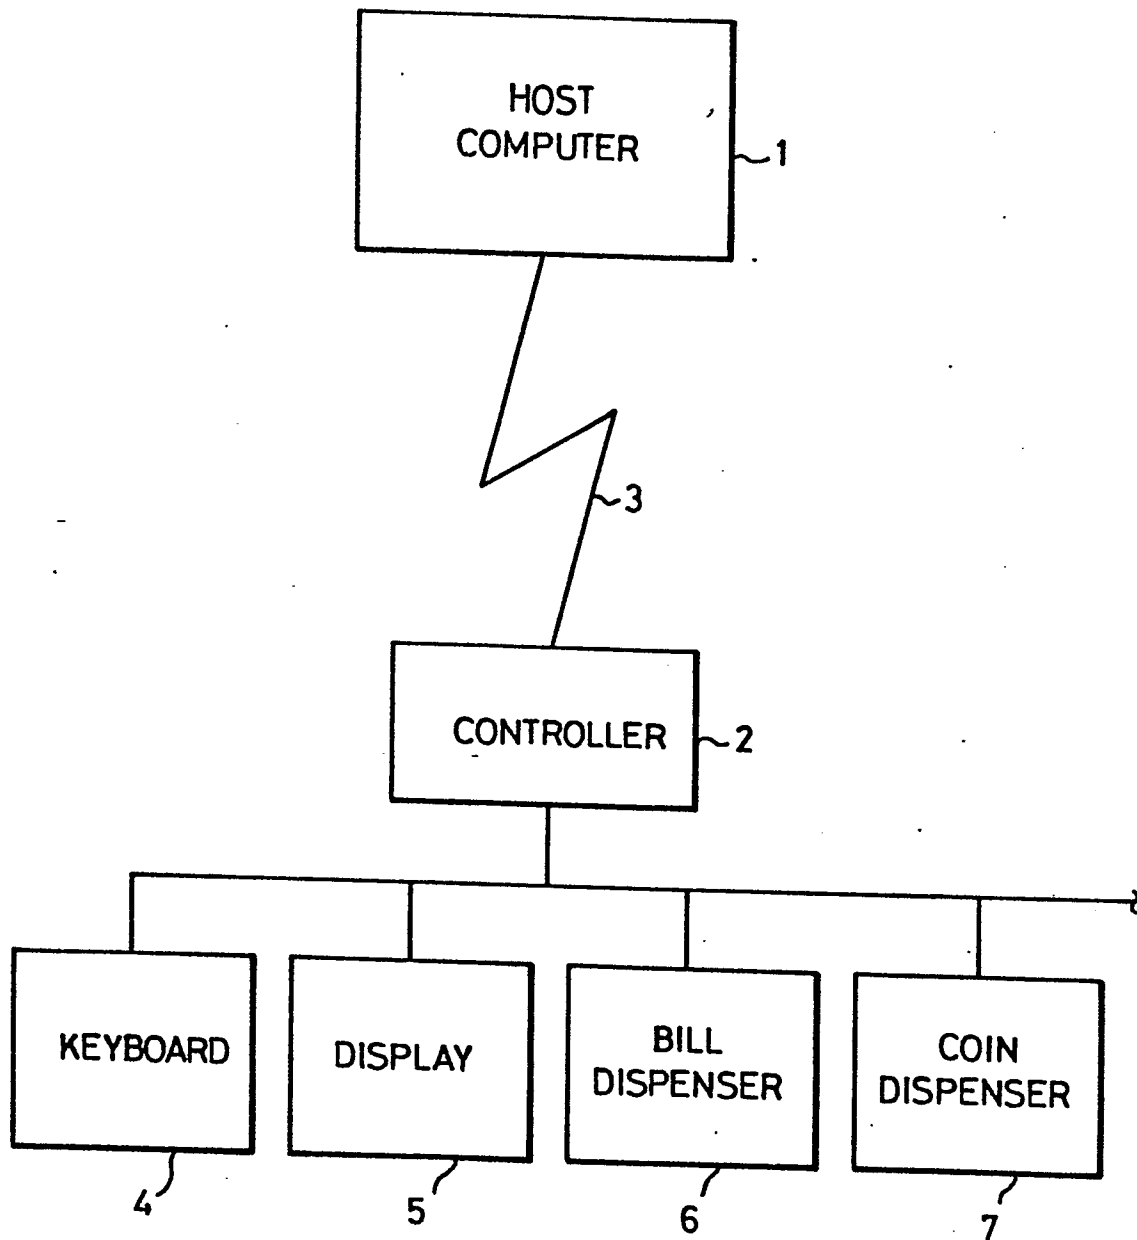 HOST
COMPUTER
1
3
CONTROLLER
2
KEYBOARD
DISPLAY
BILL
DISPENSER
COIN
DISPENSER
4
5
6
7